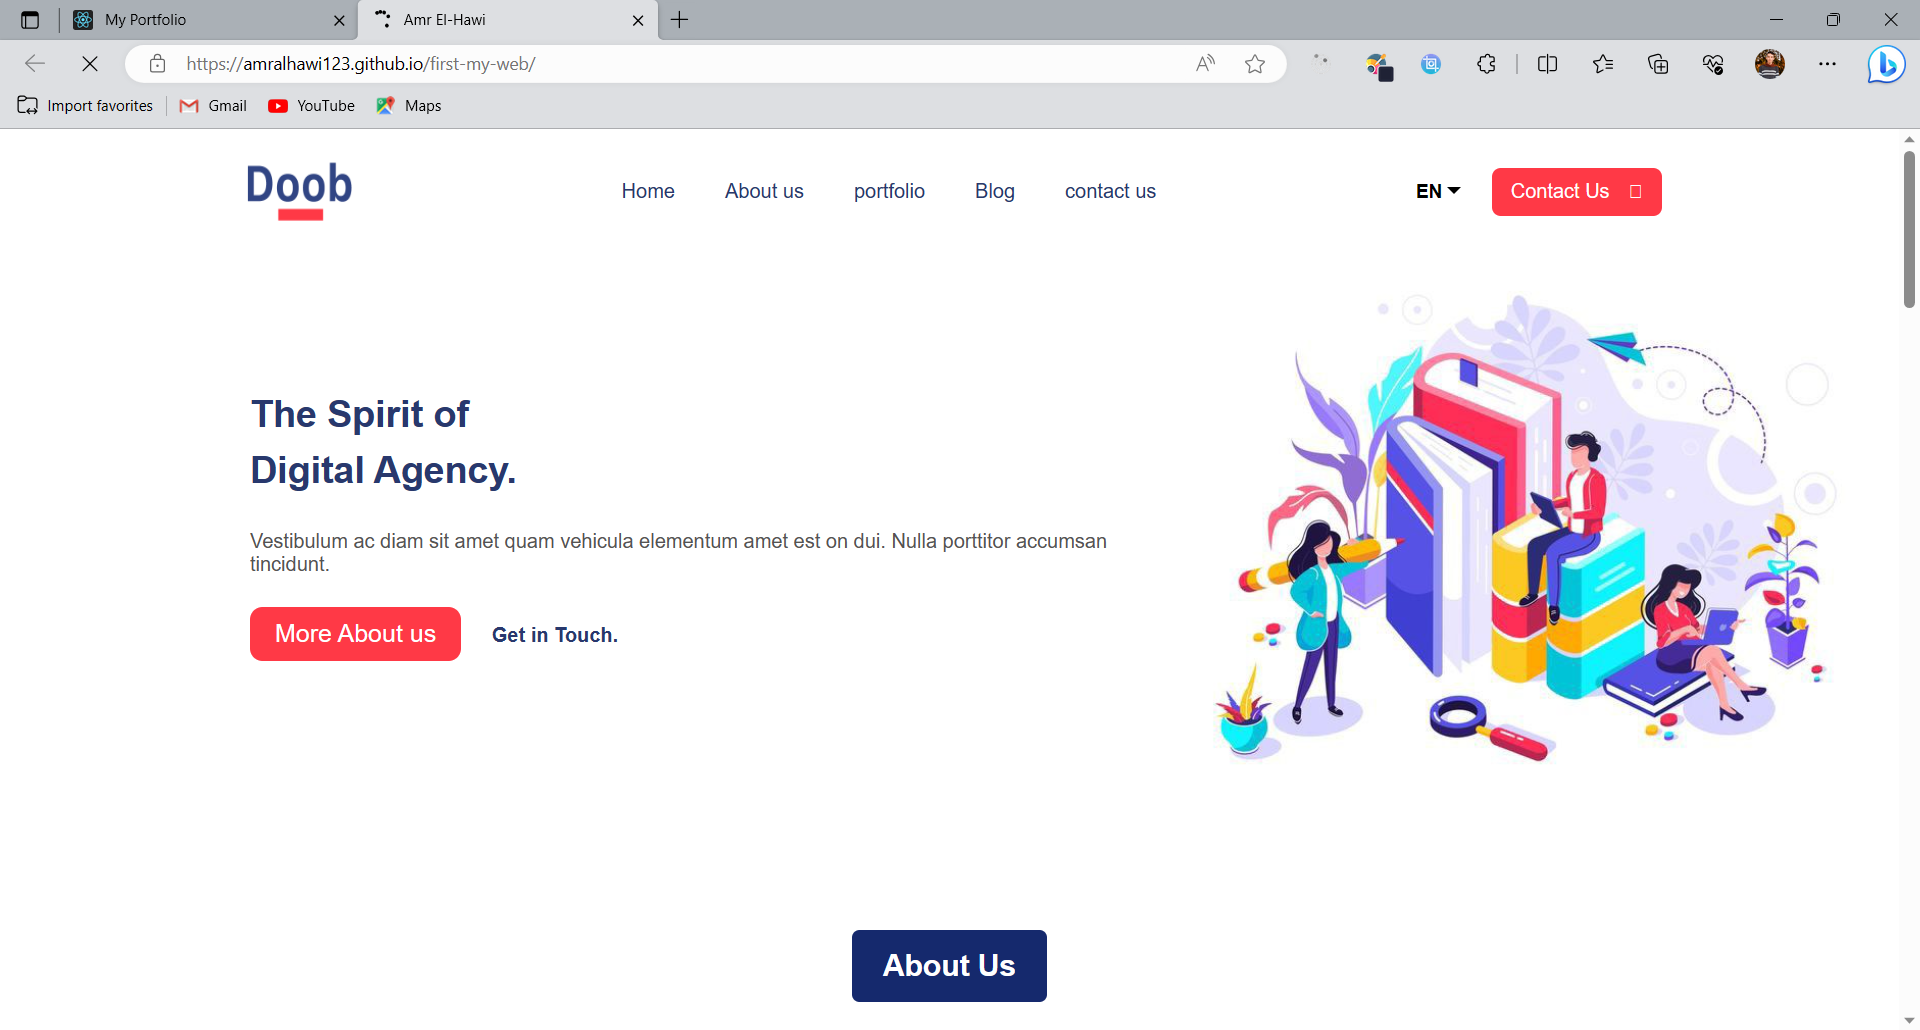 My Portfolio
Amr El-Hawi
https://amralhawi123.github.io/first-my-web/
Import favorites
Gmail
YouTube
Maps
Doob
Home
About us
portfolio
Blog
contact us
EN
Contact Us
The Spirit of
Digital Agency.
Vestibulum ac diam sit amet quam vehicula elementum amet est on dui. Nulla porttitor accumsan
tincidunt.
More About us
Get in Touch.
About Us